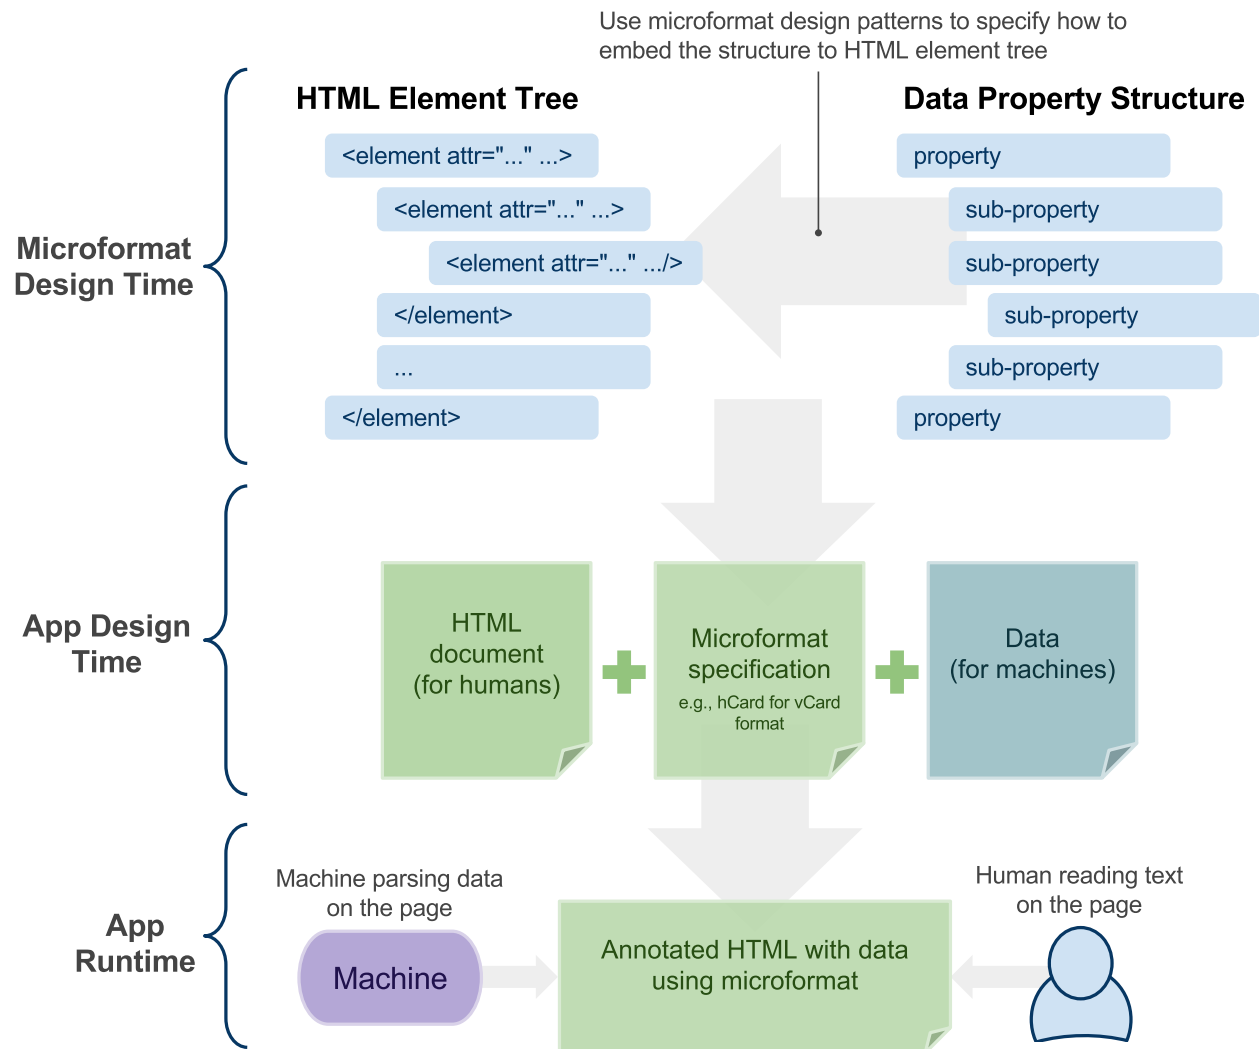 Use microformat design patterns to specify how to
embed the structure to HTML element tree
HTML Element Tree
Data Property Structure
Microformat
Design Time
<element attr="..." ...>
<element attr="..." ...>
<element attr="..." .../>
</element>
...
</element>
property
sub-property
sub-property
sub-property
sub-property
property
App Design
Time
HTML
document
(for humans)
Microformat
specification
e.g., hCard for vCard
format
Data
(for machines)
App
Runtime
Machine parsing data
on the page
Machine
Annotated HTML with data
using microformat
Human reading text
on the page